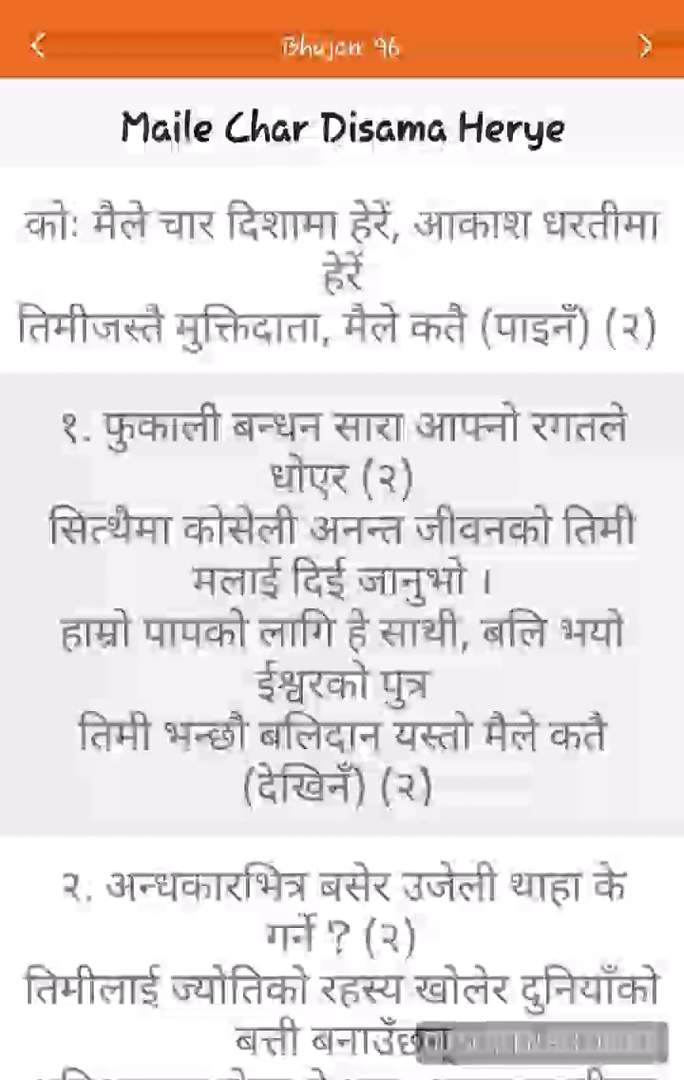 Bhujan 96
Maile Char Disama Herye
कोः मैले चार दिशामा हेरें, आकाश धरतीमा
हेरें
तिमीजस्तै मुक्तिदाता, मैले कतै (पाइनँ) (२)
१. फुकाली बन्धन सारा आफ्नो रगतले
धोएर (२)
सित्थैमा कोसेली अनन्त जीवनको तिमी
मलाई दिई जानुभो ।
हाम्रो पापको लागि हे साथी, बलि भयो
ईश्वरको पुत्र
तिमी भन्छौ बलिदान यस्तो मैले कतै
(देखिनँ) (२)
२. अन्धकारभित्र बसेर उजेली थाहा के
गर्ने ? (२)
तिमीलाई ज्योतिको रहस्य खोलेर दुनियाँको
बत्ती